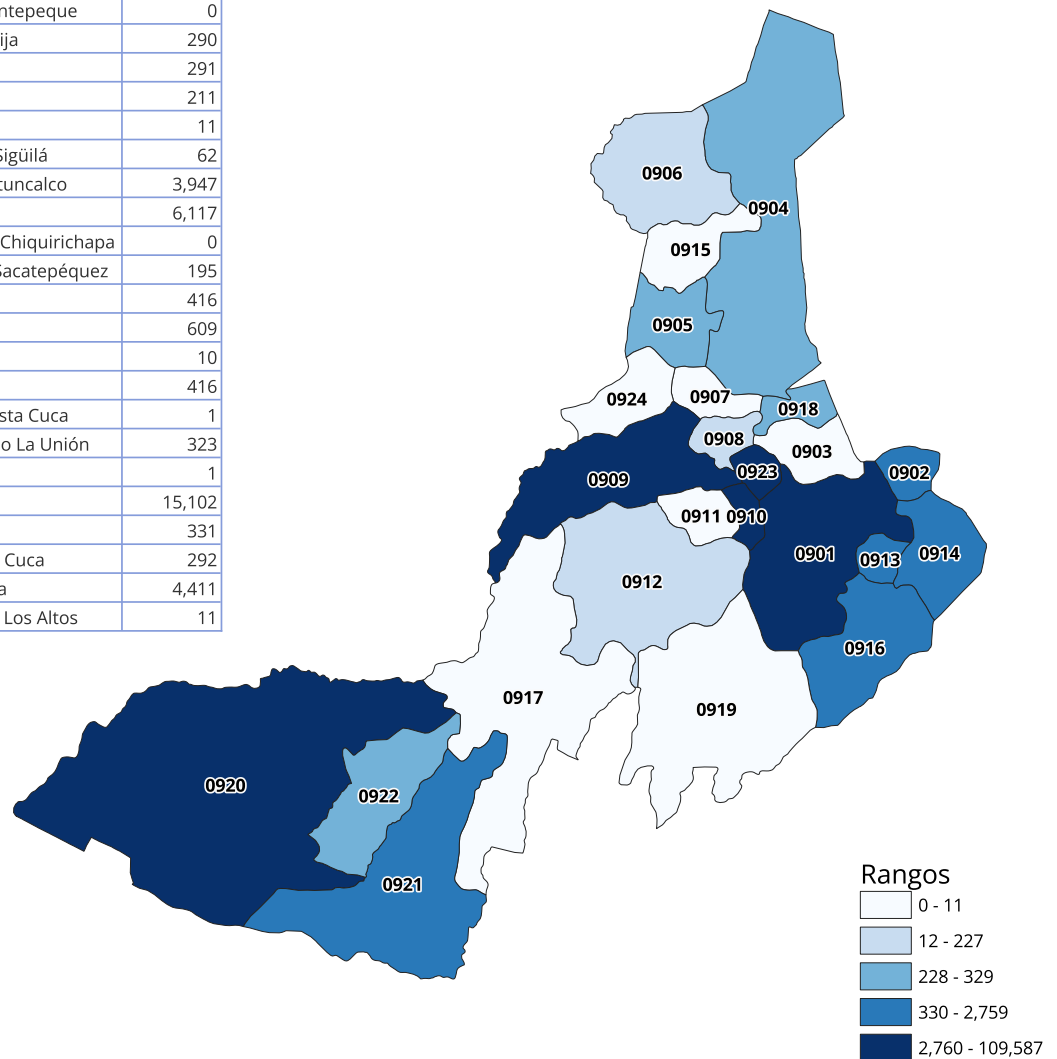 ntepeque 0
ija 290
291
211
11
Sigüilá 62
tuncalco 3,947
6,117
Chiquirichapa 0
Sacatepéquez 195
416
609
10
416
sta Cuca 1
o La Unión 323
1
15,102
331
Cuca 292
a 4,411
Los Altos 11
0906
0904
0915
0905
0924
0907
0918
0908
0903
0909
0923
0902
0911
0910
0901
0913
0914
0912
0916
0917
0919
0920
0922
0921
Rangos
0 - 11
12 - 227
228 - 329
330 - 2,759
2,760 - 109,587